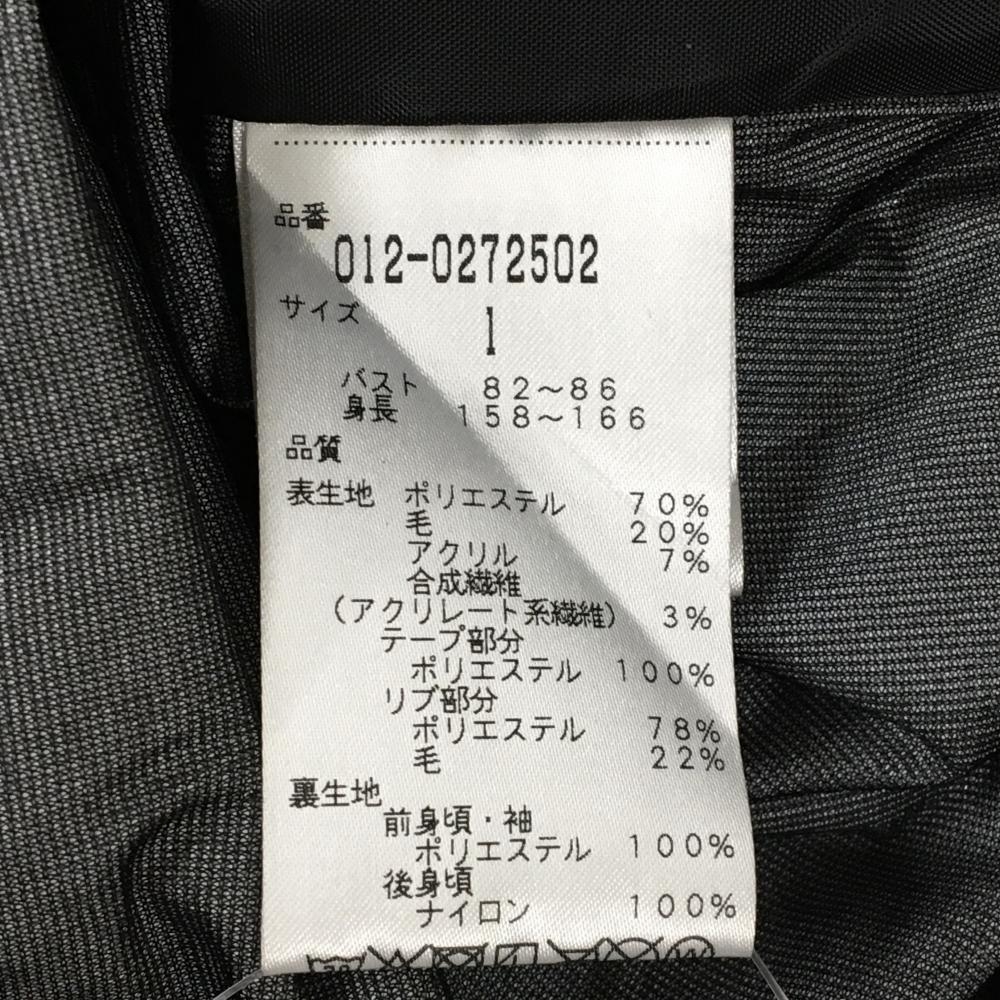 品番
012-0272502
サイズ 1
バスト 82～86
身長 158～166
品質
表生地 ポリエステル 70%
毛 20%
アクリル 7%
合成繊維
(アクリレート系繊維) 3%
テープ部分
ポリエステル 100%
リブ部分
ポリエステル 78%
毛 22%
裏生地
前身頃・袖
ポリエステル 100%
後身頃
ナイロン 100%